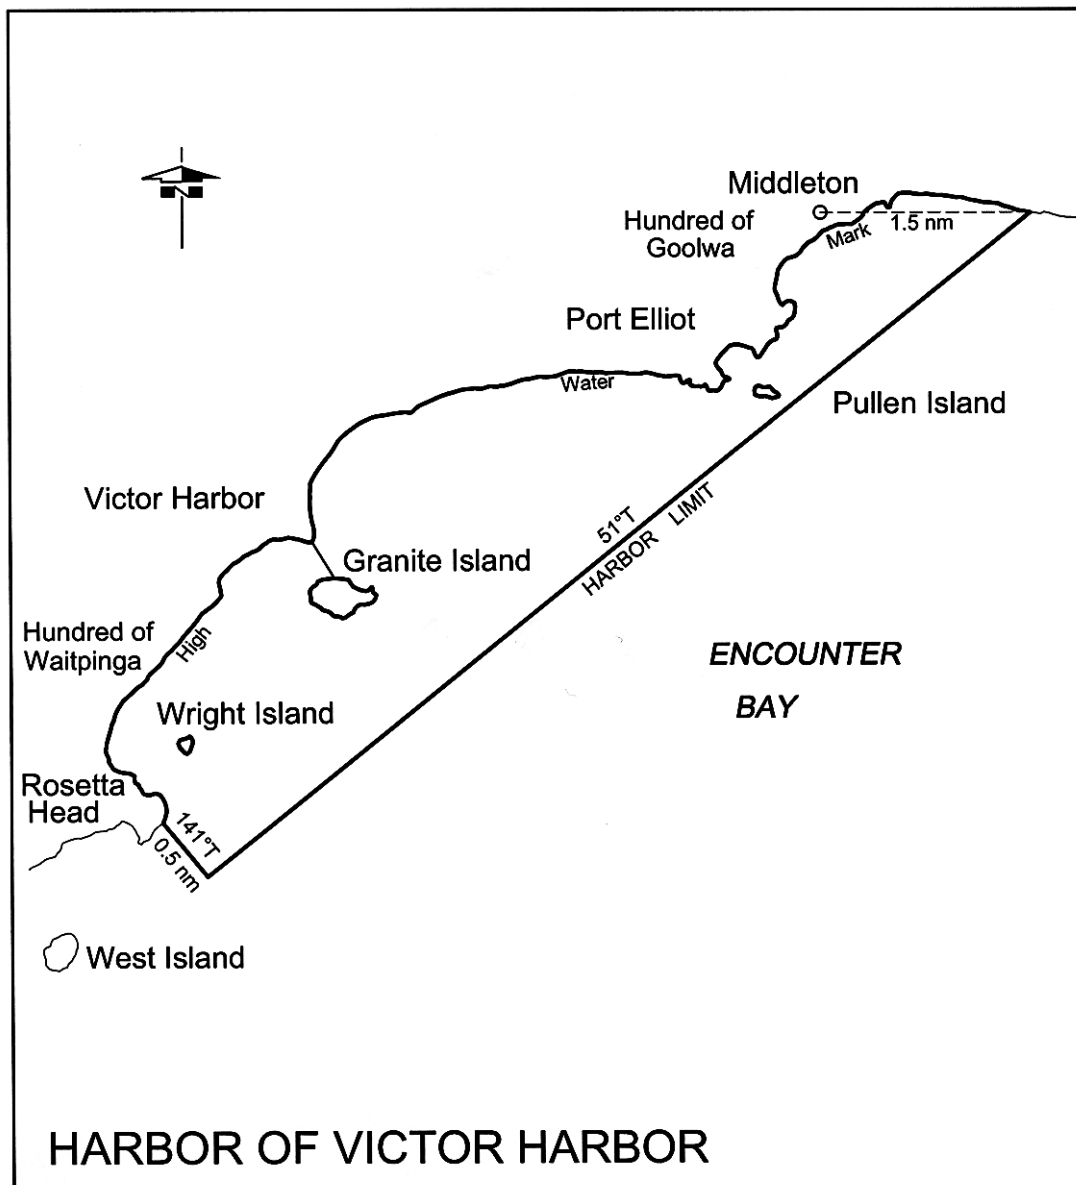 N
Middleton
Hundred of
Goolwa
Mark
1.5 nm
Port Elliot
Water
Pullen Island
Victor Harbor
51°T
HARBOR LIMIT
Granite Island
Hundred of
Waitpinga
High
ENCOUNTER
BAY
Wright Island
Rosetta
Head
141°T
0.5 nm
West Island
HARBOR OF VICTOR HARBOR